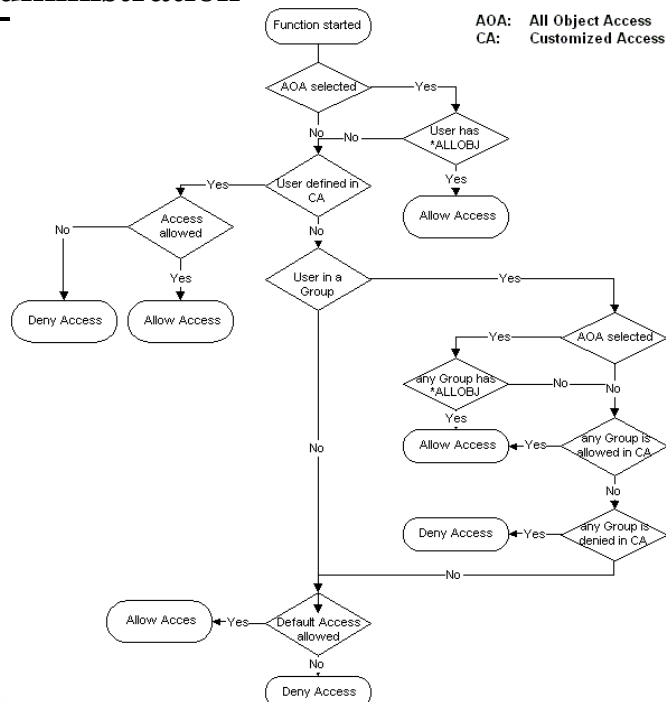 Function started
AOA: All Object Access
CA: Customized Access
AOA selected
Yes
No
No
User has
*ALLOBJ
Yes
Allow Access
User defined in
CA
Yes
No
Access
allowed
No
Yes
Deny Access
Allow Access
User in a
Group
Yes
No
AOA selected
Yes
No
any Group has
*ALLOBJ
No
Yes
Allow Access
any Group is
allowed in CA
Yes
No
any Group is
denied in CA
Yes
Deny Access
No
Default Access
allowed
Yes
Allow Acces
No
Deny Access